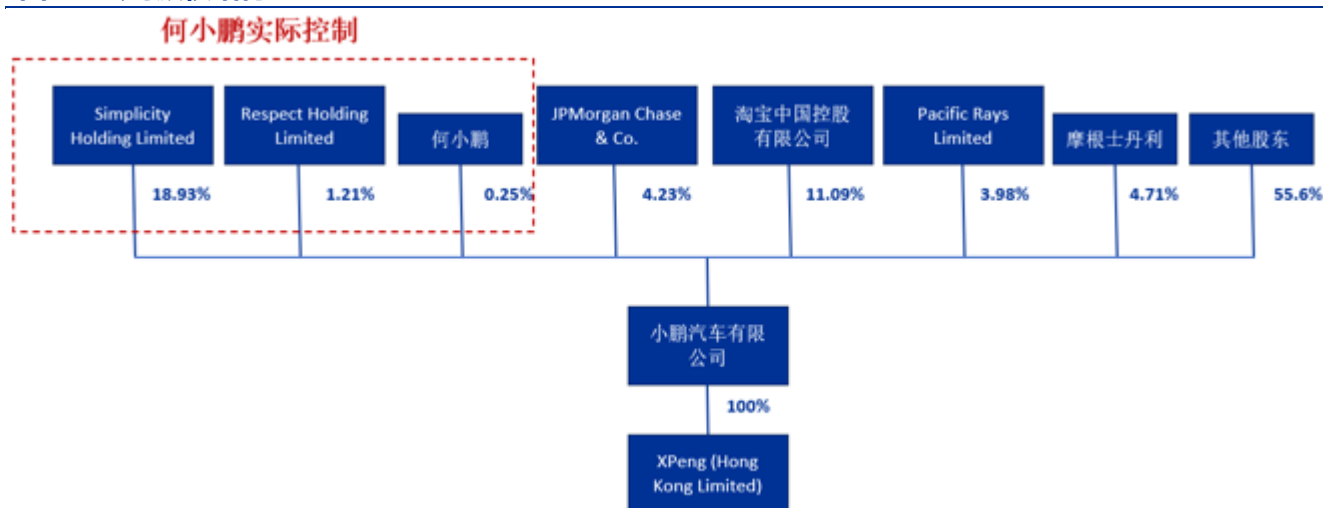 何小鹏实际控制
Simplicity
Holding Limited
Respect Holding
Limited
何小鹏
JPMorgan Chase
& Co.
淘宝中国控股
有限公司
Pacific Rays
Limited
摩根士丹利
其他股东
18.93%
1.21%
0.25%
4.23%
11.09%
3.98%
4.71%
55.6%
小鹏汽车有限
公司
100%
XPeng (Hong
Kong Limited)